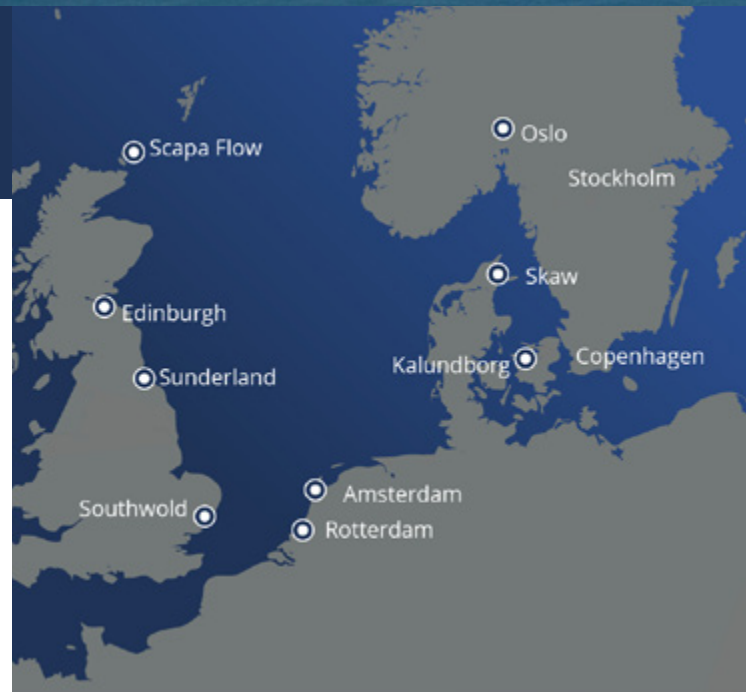 Oslo
Scapa Flow
Stockholm
Skaw
Edinburgh
Copenhagen
Kalundborg
Sunderland
Amsterdam
Southwold
Rotterdam